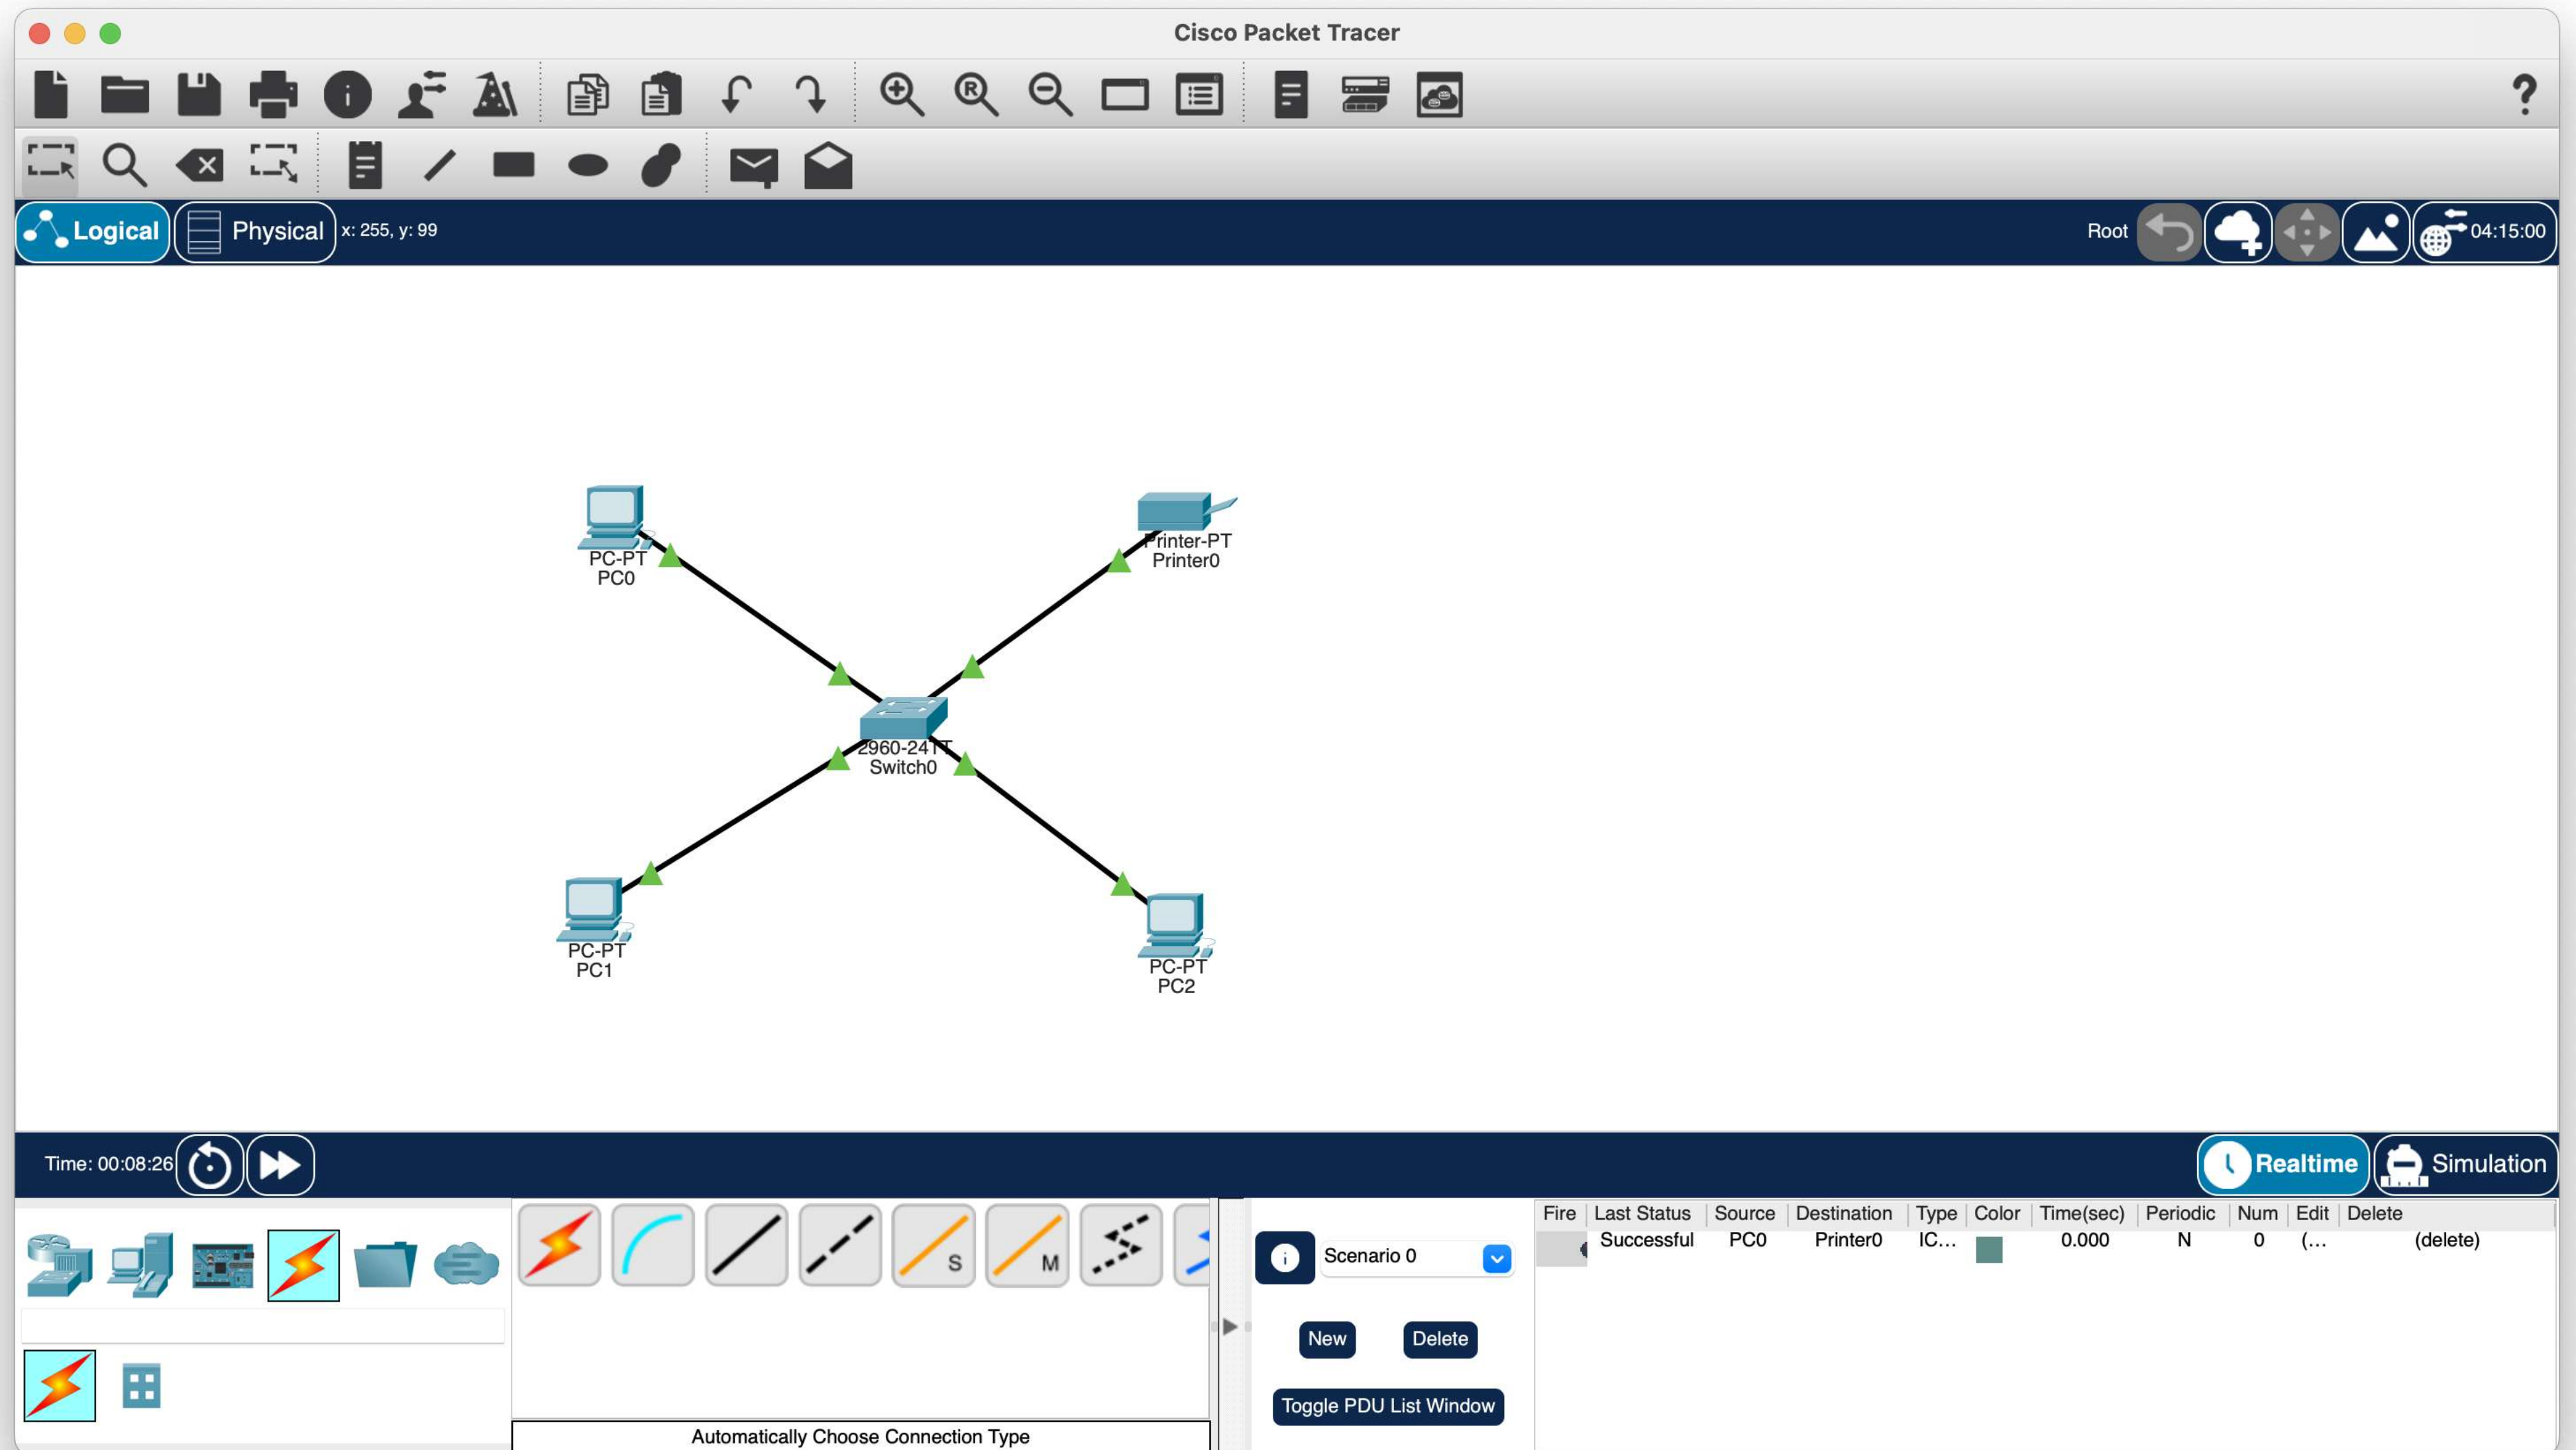 Cisco Packet Tracer
Logical Physical x: 255, y: 99 Root 04:15:00
PC-PT
PC0
Printer-PT
Printer0
2960-24TT
Switch0
PC-PT
PC1
PC-PT
PC2
Time: 00:08:26 Realtime Simulation
Fire Last Status Source Destination Type Color Time(sec) Periodic Num Edit Delete
Successful PC0 Printer0 IC... 0.000 N 0 (... (delete)
S M
Scenario 0
New Delete
Toggle PDU List Window
Automatically Choose Connection Type